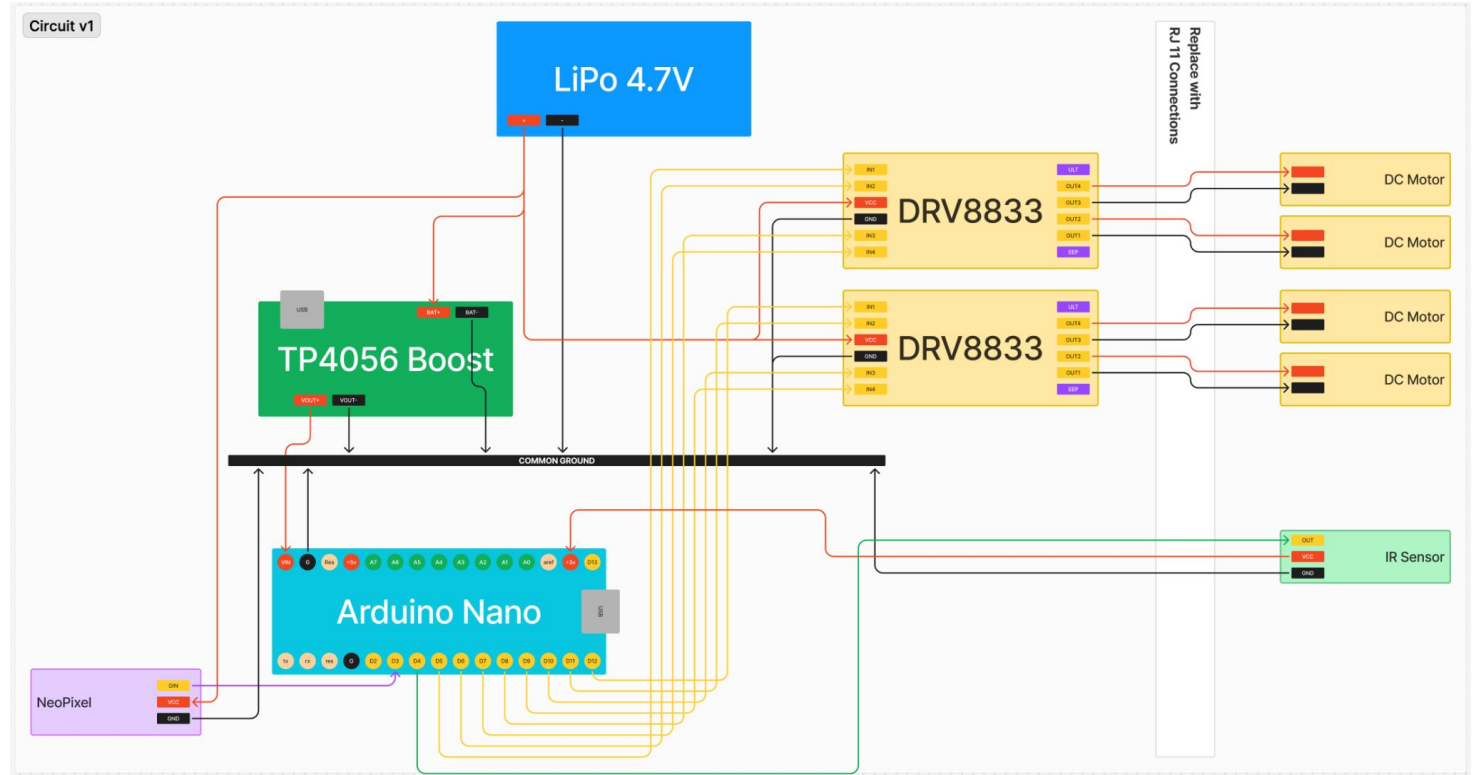 Circuit v1
LiPo 4.7V
+
-
Replace with
RJ 11 Connections
IN1
IN2
VCC
GND
IN3
IN4
DRV8833
ULT
OUT4
OUT3
OUT2
OUT1
EEP
DC Motor
DC Motor
IN1
IN2
VCC
GND
IN3
IN4
DRV8833
ULT
OUT4
OUT3
OUT2
OUT1
EEP
DC Motor
DC Motor
USB
BAT+
BAT-
TP4056 Boost
VOUT+
VOUT-
COMMON GROUND
VIN
G
Res
+5v
A7
A6
A5
A4
A3
A2
A1
A0
aref
+3v
D13
Arduino Nano
USB
tx
rx
res
G
D2
D3
D4
D5
D6
D7
D8
D9
D10
D11
D12
OUT
VCC
GND
IR Sensor
NeoPixel
DIN
VCC
GND